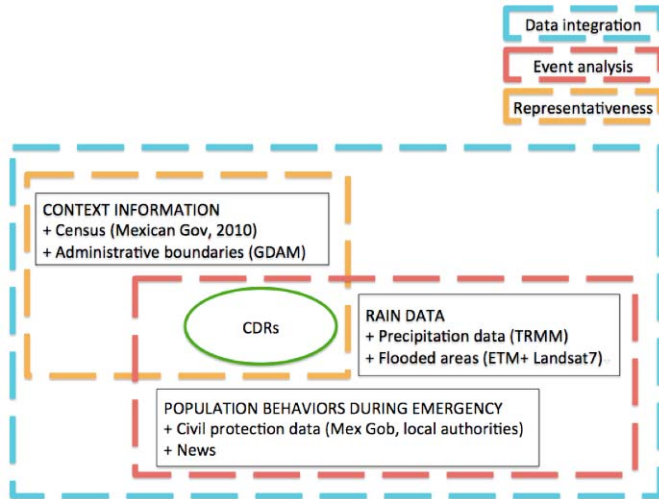 Data integration
Event analysis
Representativeness
CONTEXT INFORMATION
+ Census (Mexican Gov, 2010)
+ Administrative boundaries (GDAM)
CDRs
RAIN DATA
+ Precipitation data (TRMM)
+ Flooded areas (ETM+ Landsat7)
POPULATION BEHAVIORS DURING EMERGENCY
+ Civil protection data (Mex Gob, local authorities)
+ News